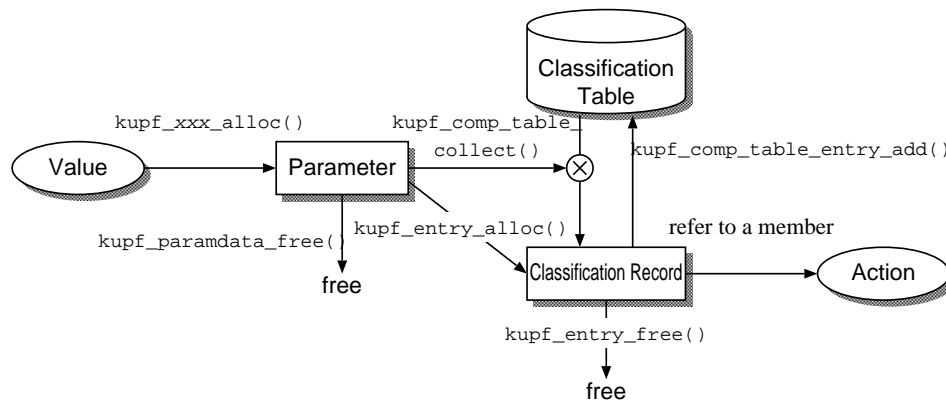 Classification
Table
kupf_xxx_alloc()
kupf_comp_table_
collect()
kupf_comp_table_entry_add()
Value
Parameter
kupf_paramdata_free()
kupf_entry_alloc()
refer to a member
free
Classification Record
Action
kupf_entry_free()
free